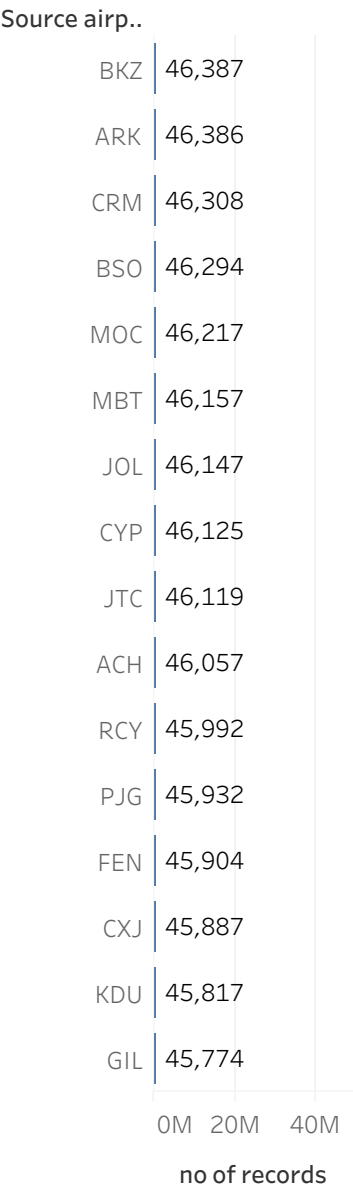 Source airp..
BKZ 46,387
ARK 46,386
CRM 46,308
BSO 46,294
MOC 46,217
MBT 46,157
JOL 46,147
CYP 46,125
JTC 46,119
ACH 46,057
RCY 45,992
PJG 45,932
FEN 45,904
CXJ 45,887
KDU 45,817
GIL 45,774
0M 20M 40M
no of records